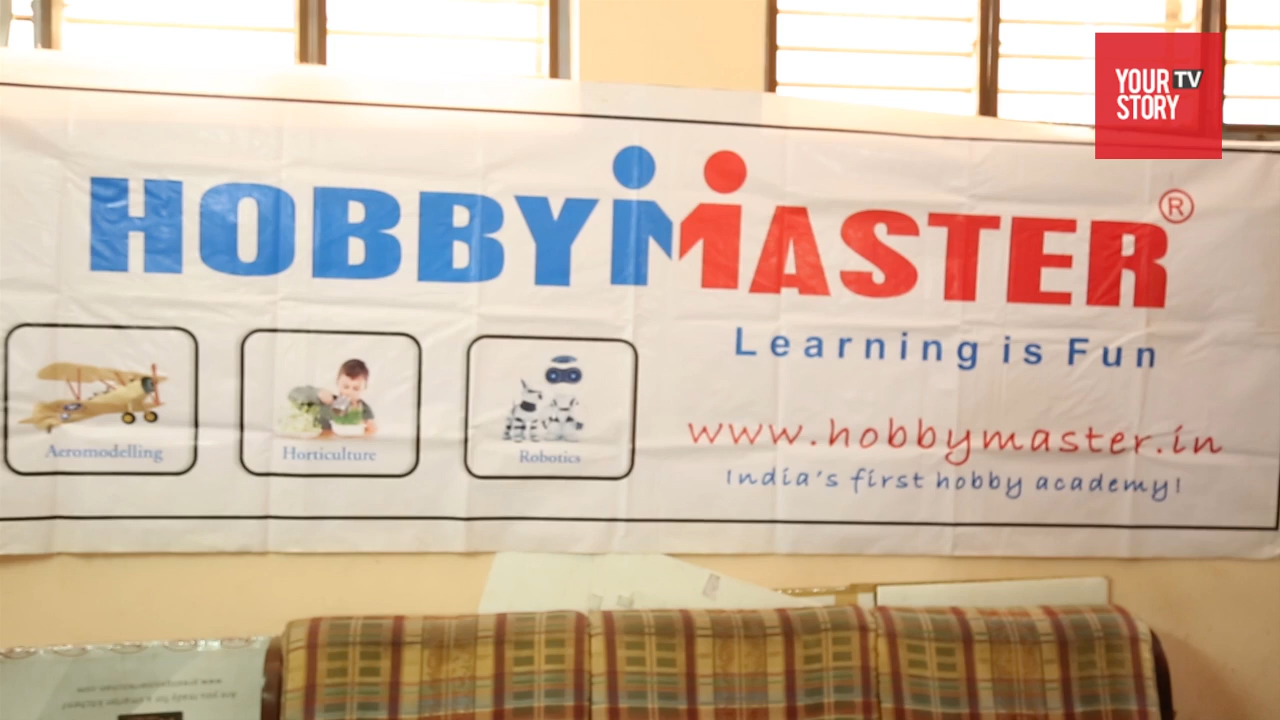 YOUR TV
STORY
HOBBYMASTER®
Learning is Fun
Aeromodelling
Horticulture
Robotics
www.hobbymaster.in
India's first hobby academy!